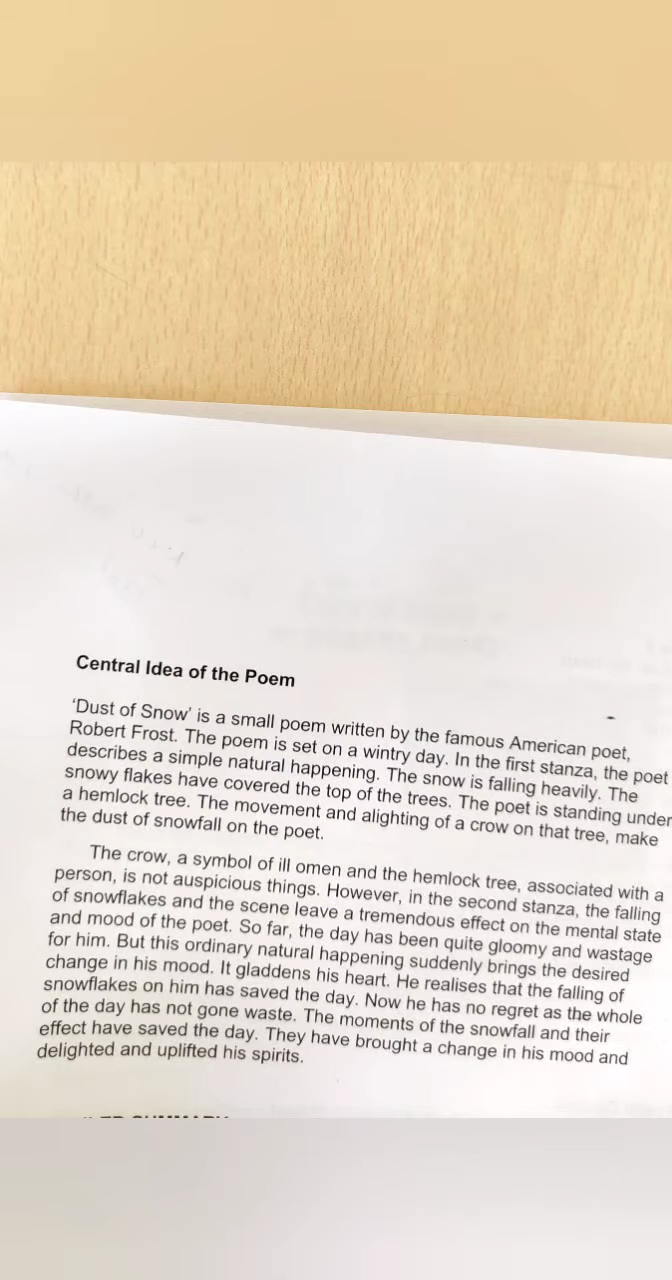 Central Idea of the Poem
‘Dust of Snow’ is a small poem written by the famous American poet,
Robert Frost. The poem is set on a wintry day. In the first stanza, the poet
describes a simple natural happening. The snow is falling heavily. The
snowy flakes have covered the top of the trees. The poet is standing under
a hemlock tree. The movement and alighting of a crow on that tree, make
the dust of snowfall on the poet.
The crow, a symbol of ill omen and the hemlock tree, associated with a
person, is not auspicious things. However, in the second stanza, the falling
of snowflakes and the scene leave a tremendous effect on the mental state
and mood of the poet. So far, the day has been quite gloomy and wastage
for him. But this ordinary natural happening suddenly brings the desired
change in his mood. It gladdens his heart. He realises that the falling of
snowflakes on him has saved the day. Now he has no regret as the whole
of the day has not gone waste. The moments of the snowfall and their
effect have saved the day. They have brought a change in his mood and
delighted and uplifted his spirits.